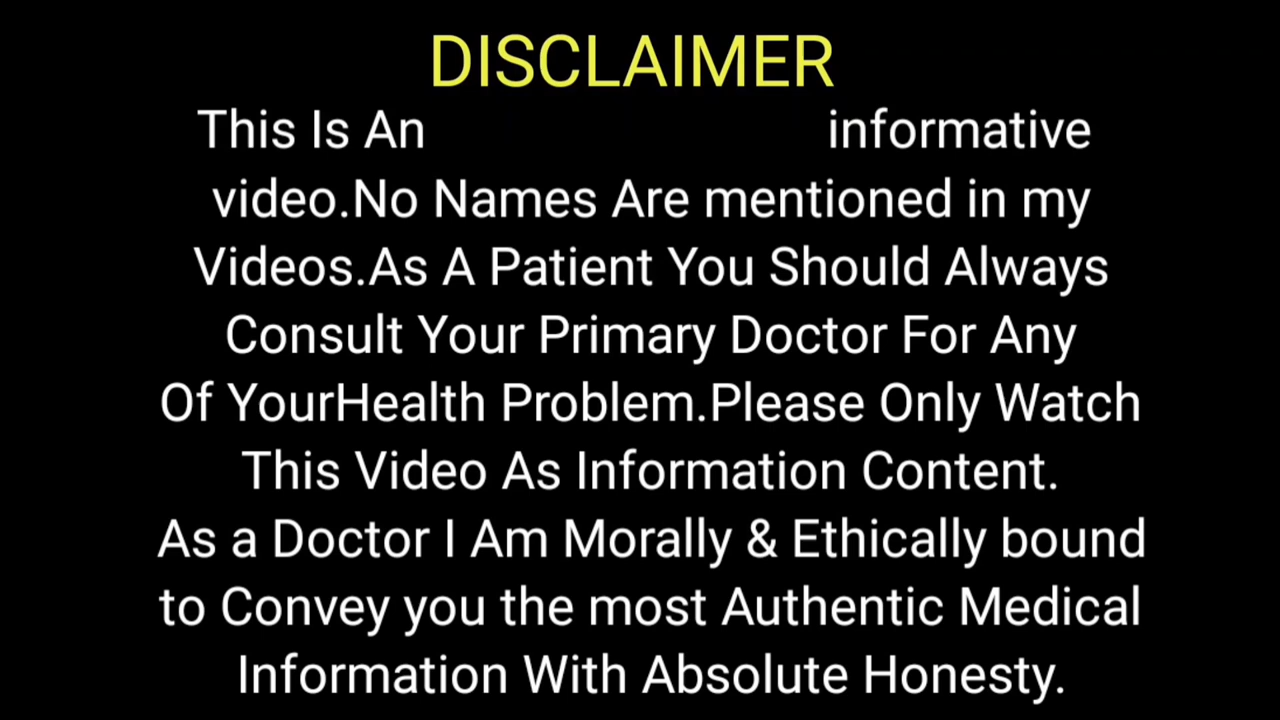 DISCLAIMER
This Is An informative
video.No Names Are mentioned in my
Videos.As A Patient You Should Always
Consult Your Primary Doctor For Any
Of YourHealth Problem.Please Only Watch
This Video As Information Content.
As a Doctor I Am Morally & Ethically bound
to Convey you the most Authentic Medical
Information With Absolute Honesty.